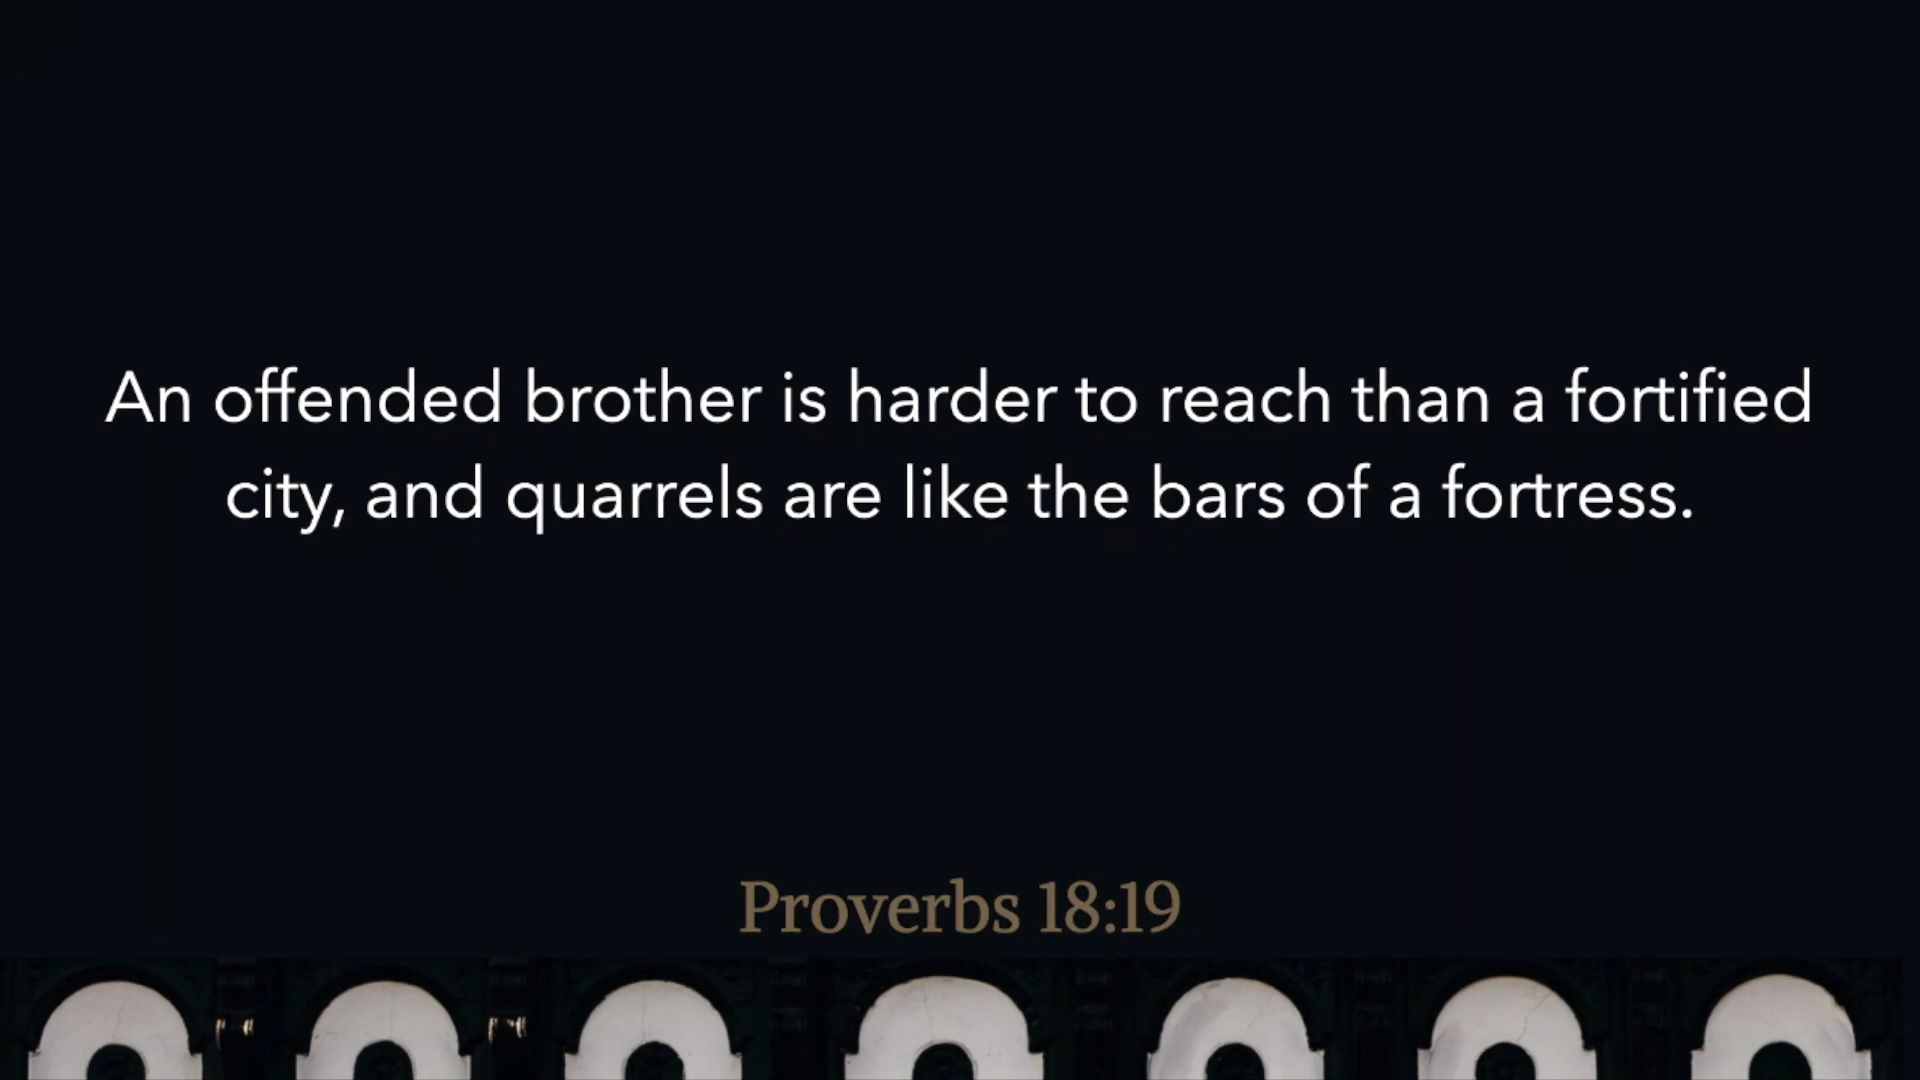 An offended brother is harder to reach than a fortified
city, and quarrels are like the bars of a fortress.
Proverbs 18:19